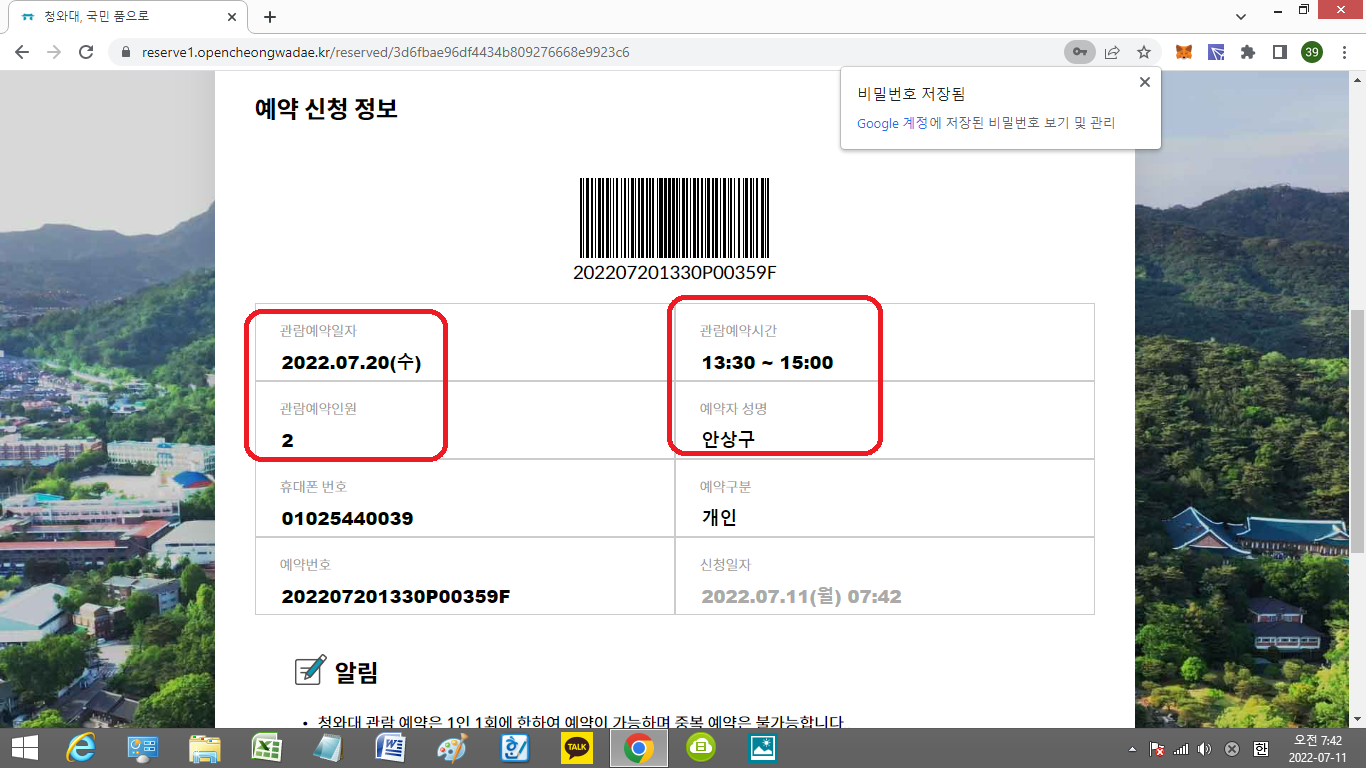 청와대, 국민 품으로
reserve1.opencheongwadae.kr/reserved/3d6fbae96df4434b809276668e9923c6
39
비밀번호 저장됨
Google 계정에 저장된 비밀번호 보기 및 관리
예약 신청 정보
202207201330P00359F
관람예약일자
관람예약시간
2022.07.20(수)
13:30 ~ 15:00
관람예약인원
예약자 성명
2
안상구
휴대폰 번호
예약구분
01025440039
개인
예약번호
신청일자
202207201330P00359F
2022.07.11(월) 07:42
알림
• 청와대 관람 예약은 1인 1회에 한하여 예약이 가능하며 중복 예약은 불가능합니다
TALK
한
오전 7:42
2022-07-11